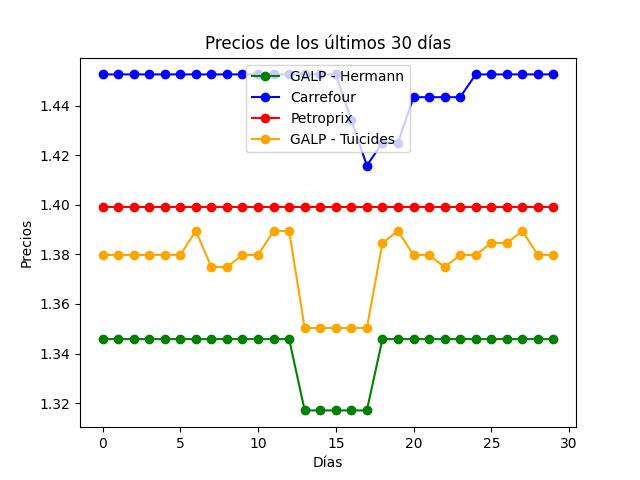 Precios de los últimos 30 días
GALP - Hermann
Carrefour
Petroprix
GALP - Tuicides
Precios
1.44
1.42
1.40
1.38
1.36
1.34
1.32
0 5 10 15 20 25 30
Días